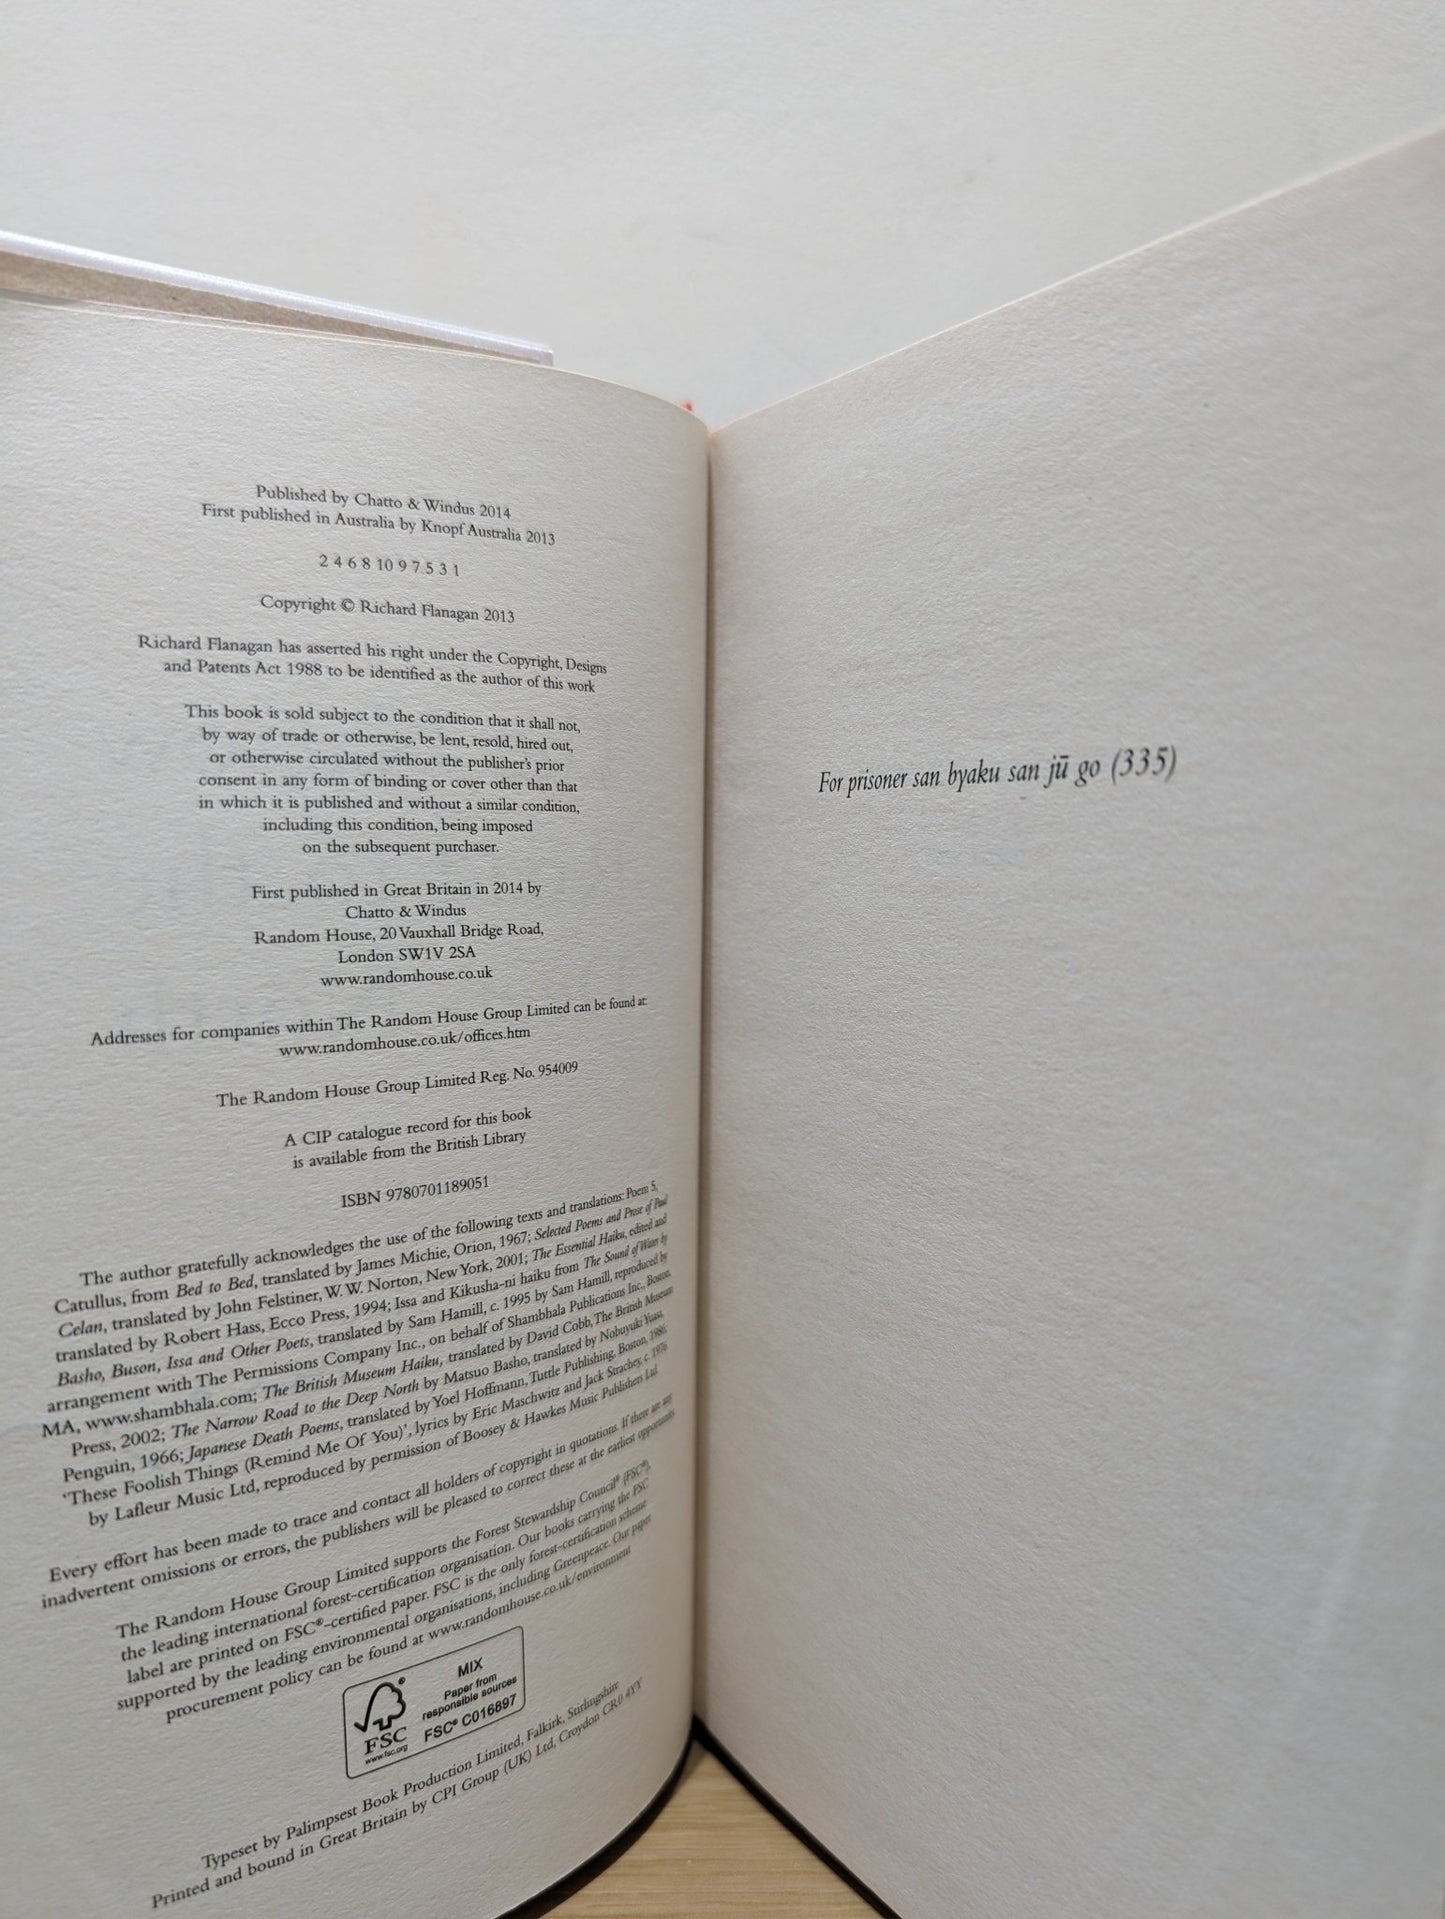 Published by Chatto & Windus 2014
First published in Australia by Knopf Australia 2013
2 4 6 8 10 9 7 5 3 1
Copyright © Richard Flanagan 2013
Richard Flanagan has asserted his right under the Copyright, Designs
and Patents Act 1988 to be identified as the author of this work
This book is sold subject to the condition that it shall not,
by way of trade or otherwise, be lent, resold, hired out,
or otherwise circulated without the publisher's prior
consent in any form of binding or cover other than that
in which it is published and without a similar condition,
including this condition, being imposed
on the subsequent purchaser.
First published in Great Britain in 2014 by
Chatto & Windus
Random House, 20 Vauxhall Bridge Road,
London SW1V 2SA
www.randomhouse.co.uk
Addresses for companies within The Random House Group Limited can be found at:
www.randomhouse.co.uk/offices.htm
The Random House Group Limited Reg. No. 954009
A CIP catalogue record for this book
is available from the British Library
ISBN 9780701189051
The author gratefully acknowledges the use of the following texts and translations: Poem 5,
Catullus, from Bed to Bed, translated by James Michie, Orion, 1967; Selected Poems and Prose of Paul
Celan, translated by John Felstiner, W. W. Norton, New York, 2001; The Essential Haiku, edited and
translated by Robert Hass, Ecco Press, 1994; Issa and Kikusha-ni haiku from The Sound of Water by
Basho, Buson, Issa and Other Poets, translated by Sam Hamill, c. 1995 by Sam Hamill, reproduced by
arrangement with The Permissions Company Inc., on behalf of Shambhala Publications Inc., Boston,
MA, www.shambhala.com; The British Museum Haiku, translated by David Cobb, The British Museum
Press, 2002; The Narrow Road to the Deep North by Matsuo Basho, translated by Nobuyuki Yuasa,
Penguin, 1966; Japanese Death Poems, translated by Yoel Hoffmann, Tuttle Publishing, Boston, 1986;
'These Foolish Things (Remind Me Of You)', lyrics by Eric Maschwitz and Jack Strachey, c. 1976
by Lafleur Music Ltd, reproduced by permission of Boosey & Hawkes Music Publishers Ltd.
Every effort has been made to trace and contact all holders of copyright in quotations. If there are any
inadvertent omissions or errors, the publishers will be pleased to correct these at the earliest opportunity.
The Random House Group Limited supports the Forest Stewardship Council® (FSC®),
the leading international forest-certification organisation. Our books carrying the FSC
label are printed on FSC®-certified paper. FSC is the only forest-certification scheme
supported by the leading environmental organisations, including Greenpeace. Our paper
procurement policy can be found at www.randomhouse.co.uk/environment
MIX
Paper from
responsible sources
FSC® C016897
FSC
www.fsc.org
Typeset by Palimpsest Book Production Limited, Falkirk, Stirlingshire
Printed and bound in Great Britain by CPI Group (UK) Ltd, Croydon CR0 4YY
For prisoner san byaku san jū go (335)